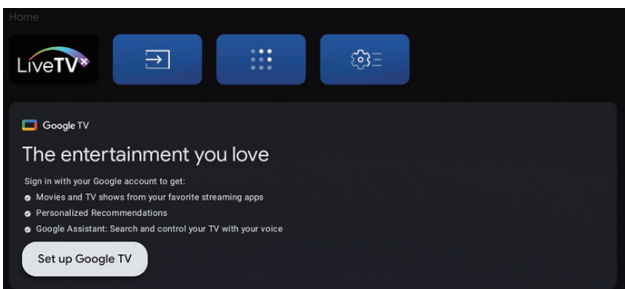 Home
LiveTVx
Google TV
The entertainment you love
Sign in with your Google account to get:
Movies and TV shows from your favorite streaming apps
Personalized Recommendations
Google Assistant: Search and control your TV with your voice
Set up Google TV